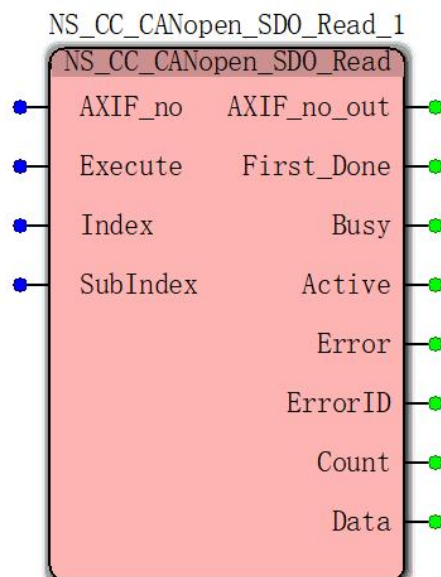 NS_CC_CANopen_SDO_Read_1
NS_CC_CANopen_SDO_Read
AXIF_no AXIF_no_out
Execute First_Done
Index Busy
SubIndex Active
Error
ErrorID
Count
Data